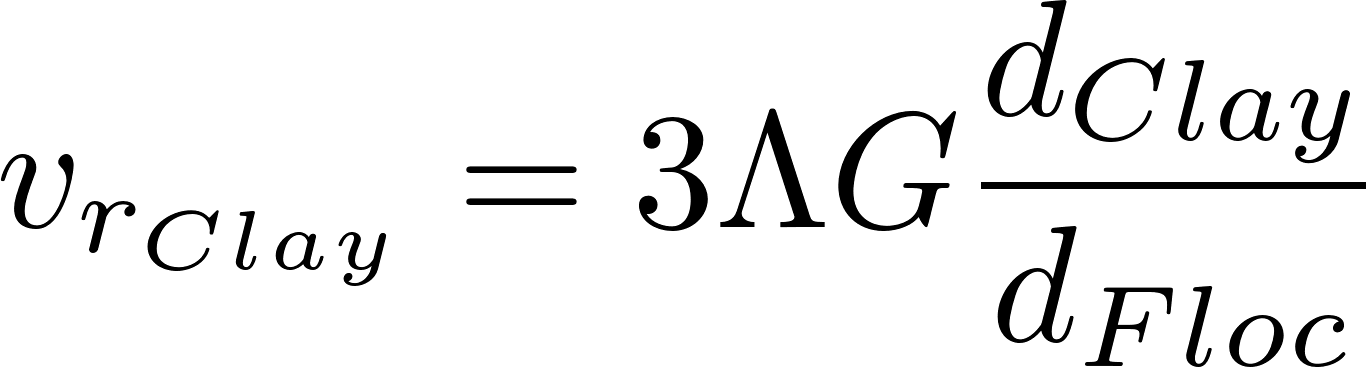 v_{r_{Clay}} = 3ΛG \frac{d_{Clay}}{d_{Floc}}